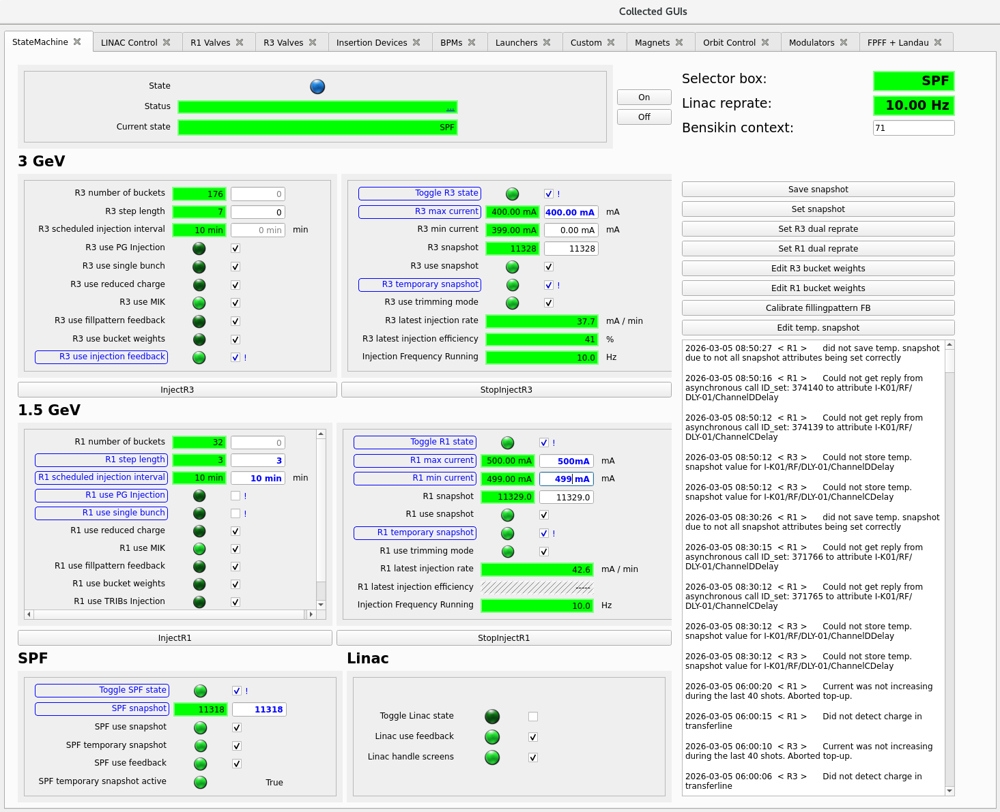 Collected GUIs
StateMachine
LINAC Control
R1 Valves
R3 Valves
Insertion Devices
BPMs
Launchers
Custom
Magnets
Orbit Control
Modulators
FPFF + Landau
State
Status ...
Current state SPF
On
Off
Selector box: SPF
Linac reprate: 10.00 Hz
Bensikin context: 71
3 GeV
R3 number of buckets 176 0
R3 step length 7 0
R3 scheduled injection interval 10 min 0 min min
R3 use PG Injection
R3 use single bunch
R3 use reduced charge
R3 use MIK
R3 use fillpattern feedback
R3 use bucket weights
R3 use injection feedback !
Toggle R3 state !
R3 max current 400.00 mA 400.00 mA mA
R3 min current 399.00 mA 0.00 mA mA
R3 snapshot 11328 11328
R3 use snapshot
R3 temporary snapshot !
R3 use trimming mode
R3 latest injection rate 37.7 mA / min
R3 latest injection efficiency 41 %
Injection Frequency Running 10.0 Hz
InjectR3
StopInjectR3
1.5 GeV
R1 number of buckets 32 0
R1 step length 3 3
R1 scheduled injection interval 10 min 10 min min
R1 use PG Injection !
R1 use single bunch !
R1 use reduced charge
R1 use MIK
R1 use fillpattern feedback
R1 use bucket weights
R1 use TRIBs Injection
Toggle R1 state !
R1 max current 500.00 mA 500mA mA
R1 min current 499.00 mA 499 mA mA
R1 snapshot 11329.0 11329.0
R1 use snapshot
R1 temporary snapshot !
R1 use trimming mode
R1 latest injection rate 42.6 mA / min
R1 latest injection efficiency -----
Injection Frequency Running 10.0 Hz
InjectR1
StopInjectR1
SPF
Toggle SPF state !
SPF snapshot 11318 11318
SPF use snapshot
SPF temporary snapshot
SPF use feedback
SPF temporary snapshot active True
Linac
Toggle Linac state
Linac use feedback
Linac handle screens
Save snapshot
Set snapshot
Set R3 dual reprate
Set R1 dual reprate
Edit R3 bucket weights
Edit R1 bucket weights
Calibrate fillingpattern FB
Edit temp. snapshot
2026-03-05 08:50:27 < R1 > did not save temp. snapshot
due to not all snapshot attributes being set correctly
2026-03-05 08:50:16 < R1 > Could not get reply from
asynchronous call ID_set: 374140 to attribute I-K01/RF/
DLY-01/ChannelDDelay
2026-03-05 08:50:12 < R1 > Could not get reply from
asynchronous call ID_set: 374139 to attribute I-K01/RF/
DLY-01/ChannelCDelay
2026-03-05 08:50:12 < R3 > Could not store temp.
snapshot value for I-K01/RF/DLY-01/ChannelDDelay
2026-03-05 08:50:12 < R3 > Could not store temp.
snapshot value for I-K01/RF/DLY-01/ChannelCDelay
2026-03-05 08:30:26 < R1 > did not save temp. snapshot
due to not all snapshot attributes being set correctly
2026-03-05 08:30:15 < R1 > Could not get reply from
asynchronous call ID_set: 371766 to attribute I-K01/RF/
DLY-01/ChannelDDelay
2026-03-05 08:30:12 < R1 > Could not get reply from
asynchronous call ID_set: 371765 to attribute I-K01/RF/
DLY-01/ChannelCDelay
2026-03-05 08:30:12 < R3 > Could not store temp.
snapshot value for I-K01/RF/DLY-01/ChannelDDelay
2026-03-05 08:30:12 < R3 > Could not store temp.
snapshot value for I-K01/RF/DLY-01/ChannelCDelay
2026-03-05 06:00:20 < R1 > Current was not increasing
during the last 40 shots. Aborted top-up.
2026-03-05 06:00:15 < R1 > Did not detect charge in
transferline
2026-03-05 06:00:10 < R3 > Current was not increasing
during the last 40 shots. Aborted top-up.
2026-03-05 06:00:06 < R3 > Did not detect charge in
transferline